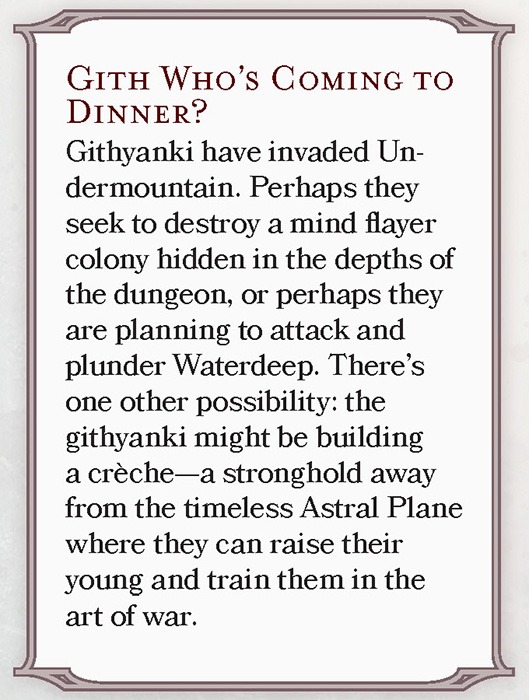 Gith Who's Coming to
Dinner?
Githyanki have invaded Un-
dermountain. Perhaps they
seek to destroy a mind flayer
colony hidden in the depths of
the dungeon, or perhaps they
are planning to attack and
plunder Waterdeep. There's
one other possibility: the
githyanki might be building
a crèche—a stronghold away
from the timeless Astral Plane
where they can raise their
young and train them in the
art of war.